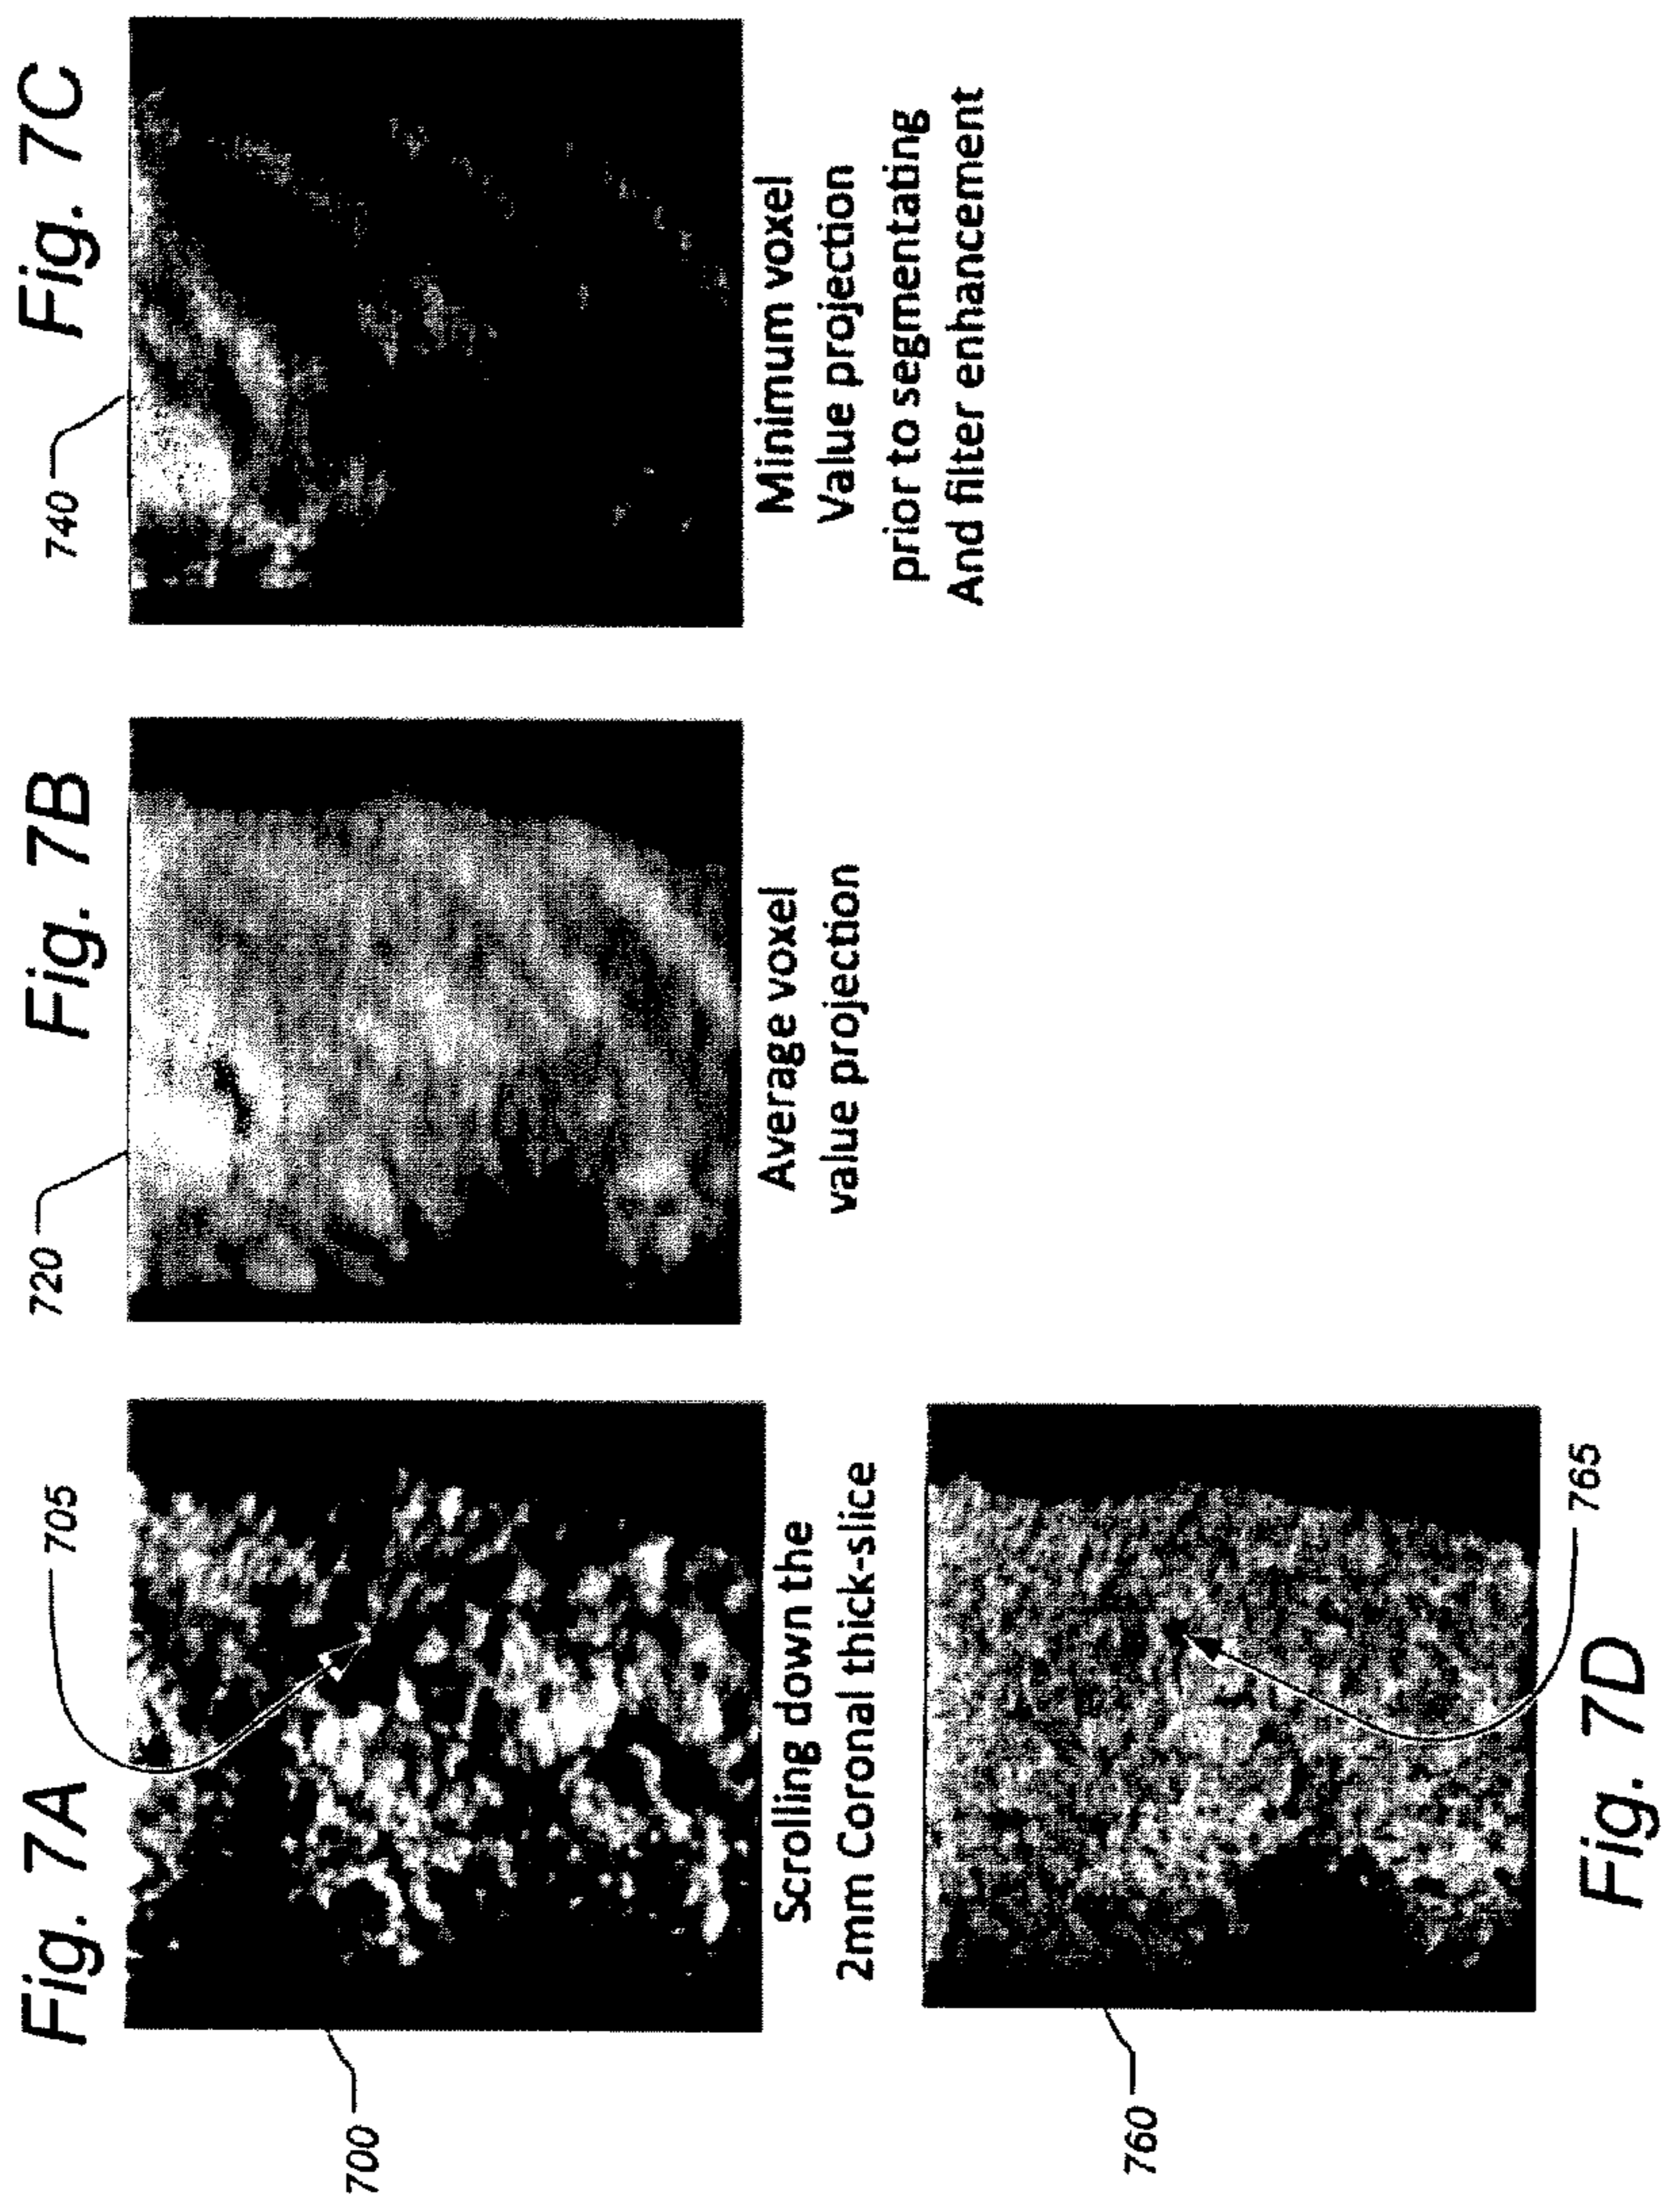 Fig. 7A
705
700
Scrolling down the
2mm Coronal thick-slice
Fig. 7B
720
Average voxel
value projection
Fig. 7C
740
Minimum voxel
Value projection
prior to segmentating
And filter enhancement
760
765
Fig. 7D